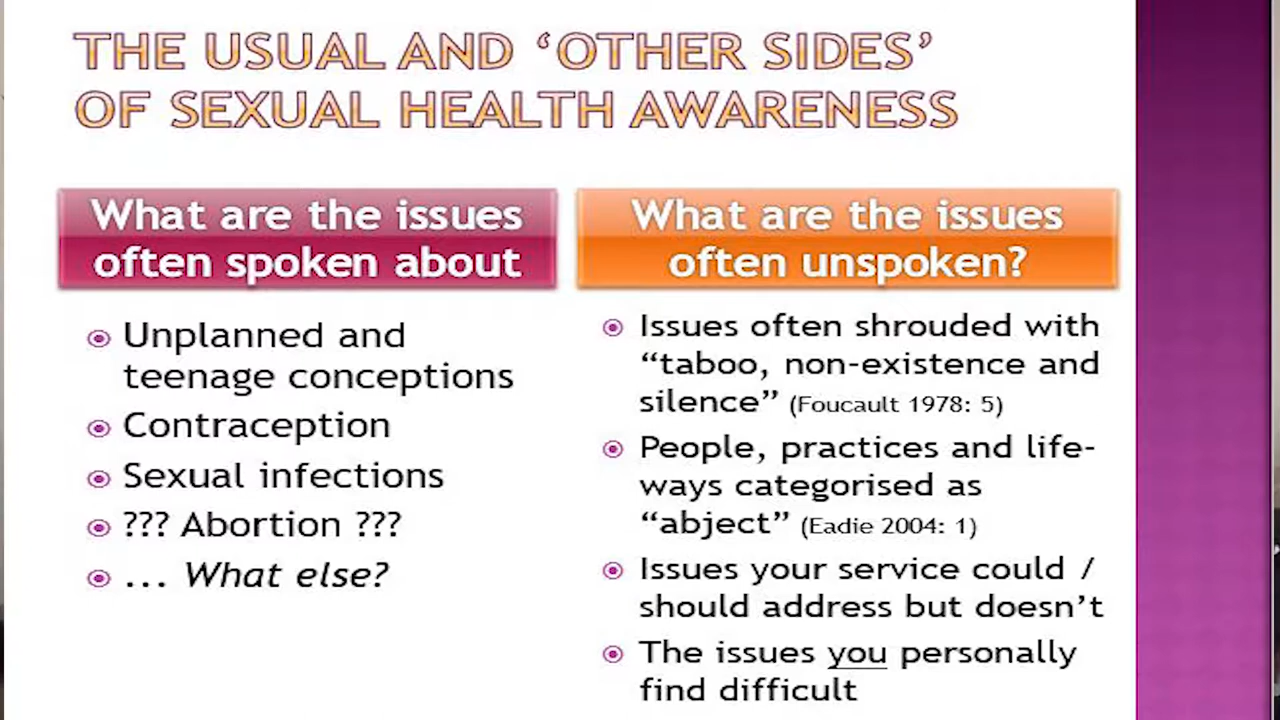 THE USUAL AND ‘OTHER SIDES’
OF SEXUAL HEALTH AWARENESS
What are the issues
often spoken about
Unplanned and
teenage conceptions
Contraception
Sexual infections
??? Abortion ???
... What else?
What are the issues
often unspoken?
Issues often shrouded with
“taboo, non-existence and
silence” (Foucault 1978: 5)
People, practices and life-
ways categorised as
“abject” (Eadie 2004: 1)
Issues your service could /
should address but doesn’t
The issues you personally
find difficult